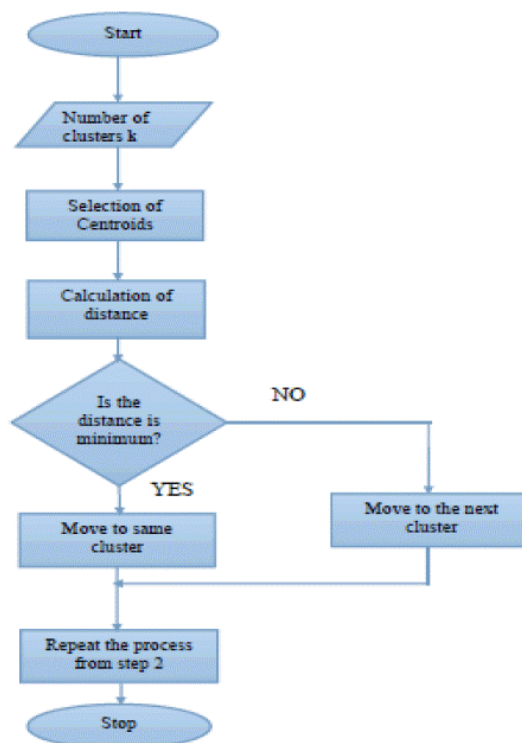 Start
Number of
clusters k
Selection of
Centroids
Calculation of
distance
Is the
distance is
minimum?
NO
YES
Move to same
cluster
Move to the next
cluster
Repeat the process
from step 2
Stop